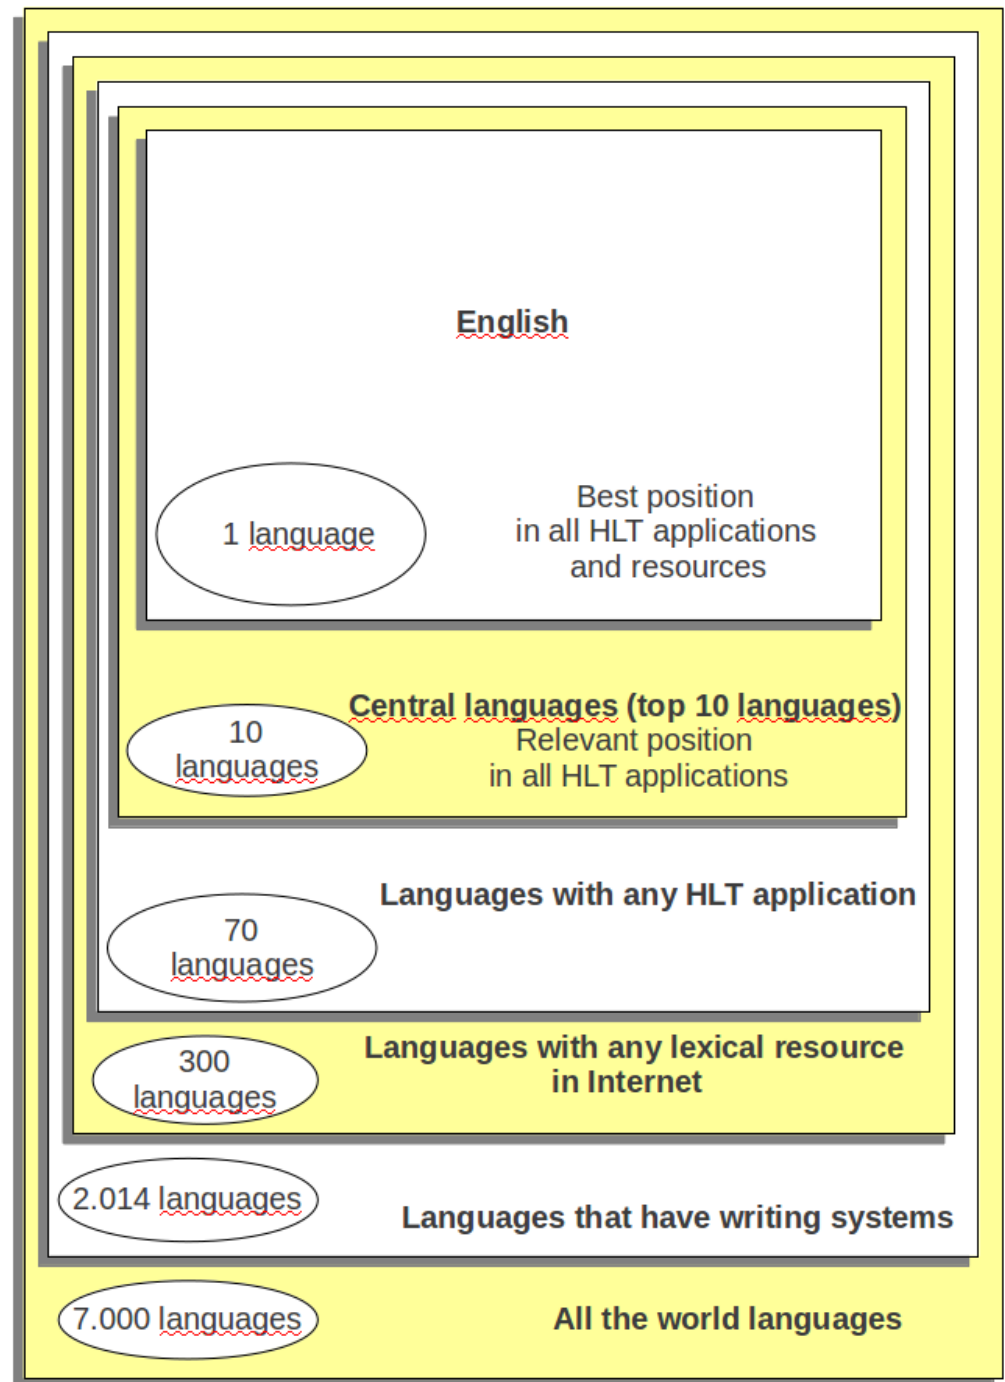 English
1 language
Best position
in all HLT applications
and resources
10
languages
Central languages (top 10 languages)
Relevant position
in all HLT applications
70
languages
Languages with any HLT application
300
languages
Languages with any lexical resource
in Internet
2.014 languages
Languages that have writing systems
7.000 languages
All the world languages